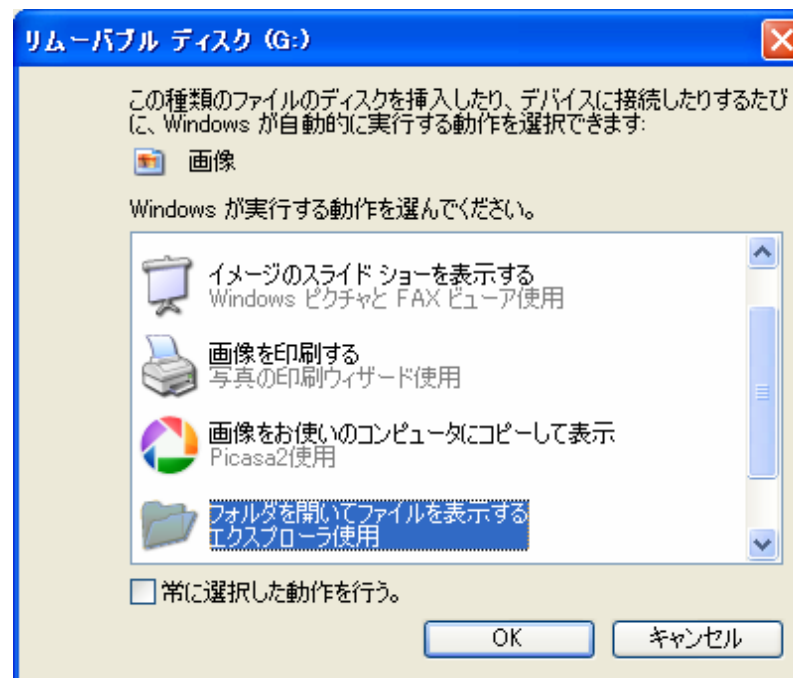 リムーバブル ディスク (G:)
この種類のファイルのディスクを挿入したり、デバイスに接続したりするたび
に、Windows が自動的に実行する動作を選択できます:
画像
Windows が実行する動作を選んでください。
イメージのスライド ショーを表示する
Windows ピクチャと FAX ビューア使用
画像を印刷する
写真の印刷ウィザード使用
画像をお使いのコンピュータにコピーして表示
Picasa2使用
フォルダを開いてファイルを表示する
エクスプローラ使用
常に選択した動作を行う。
OK
キャンセル